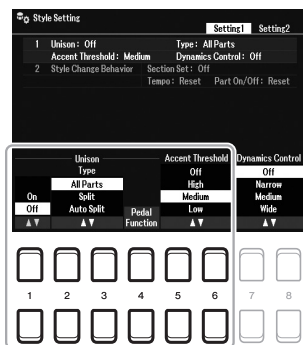 Style Setting
Setting1 Setting2
1 Unison: Off Type: All Parts
Accent Threshold: Medium Dynamics Control: Off
2 Style Change Behavior Section Set: Off
Tempo: Reset Part On/Off: Reset
Unison Accent Threshold Dynamics Control
Type Off Off
All Parts High Narrow
On Split Medium Medium
Off Auto Split Pedal Low Wide
▲▼ ▲▼ Function ▲▼ ▲▼
1 2 3 4 5 6 7 8